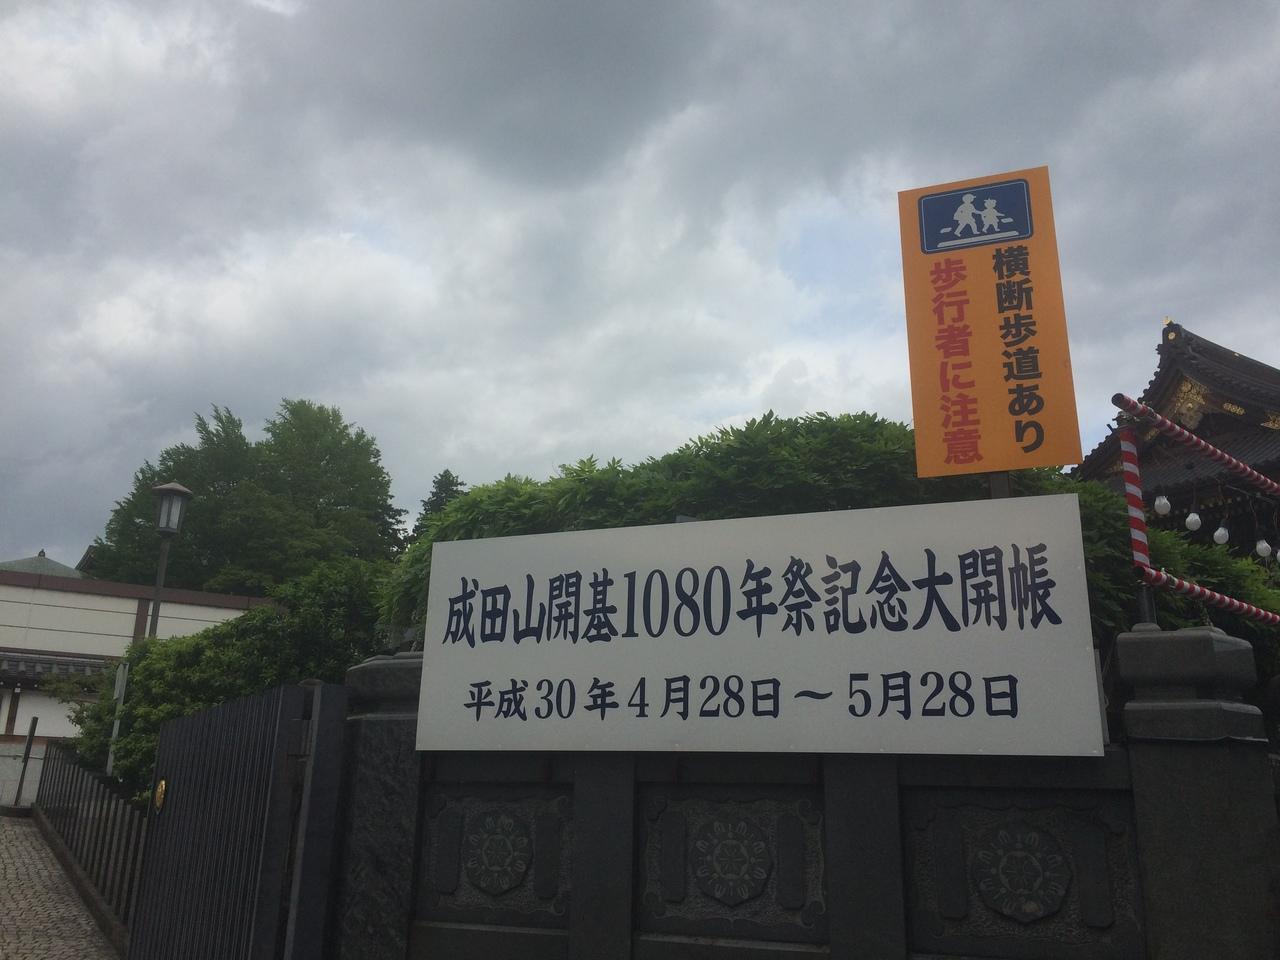 横断歩道あり
歩行者に注意
成田山開基1080年祭記念大開帳
平成30年4月28日～5月28日